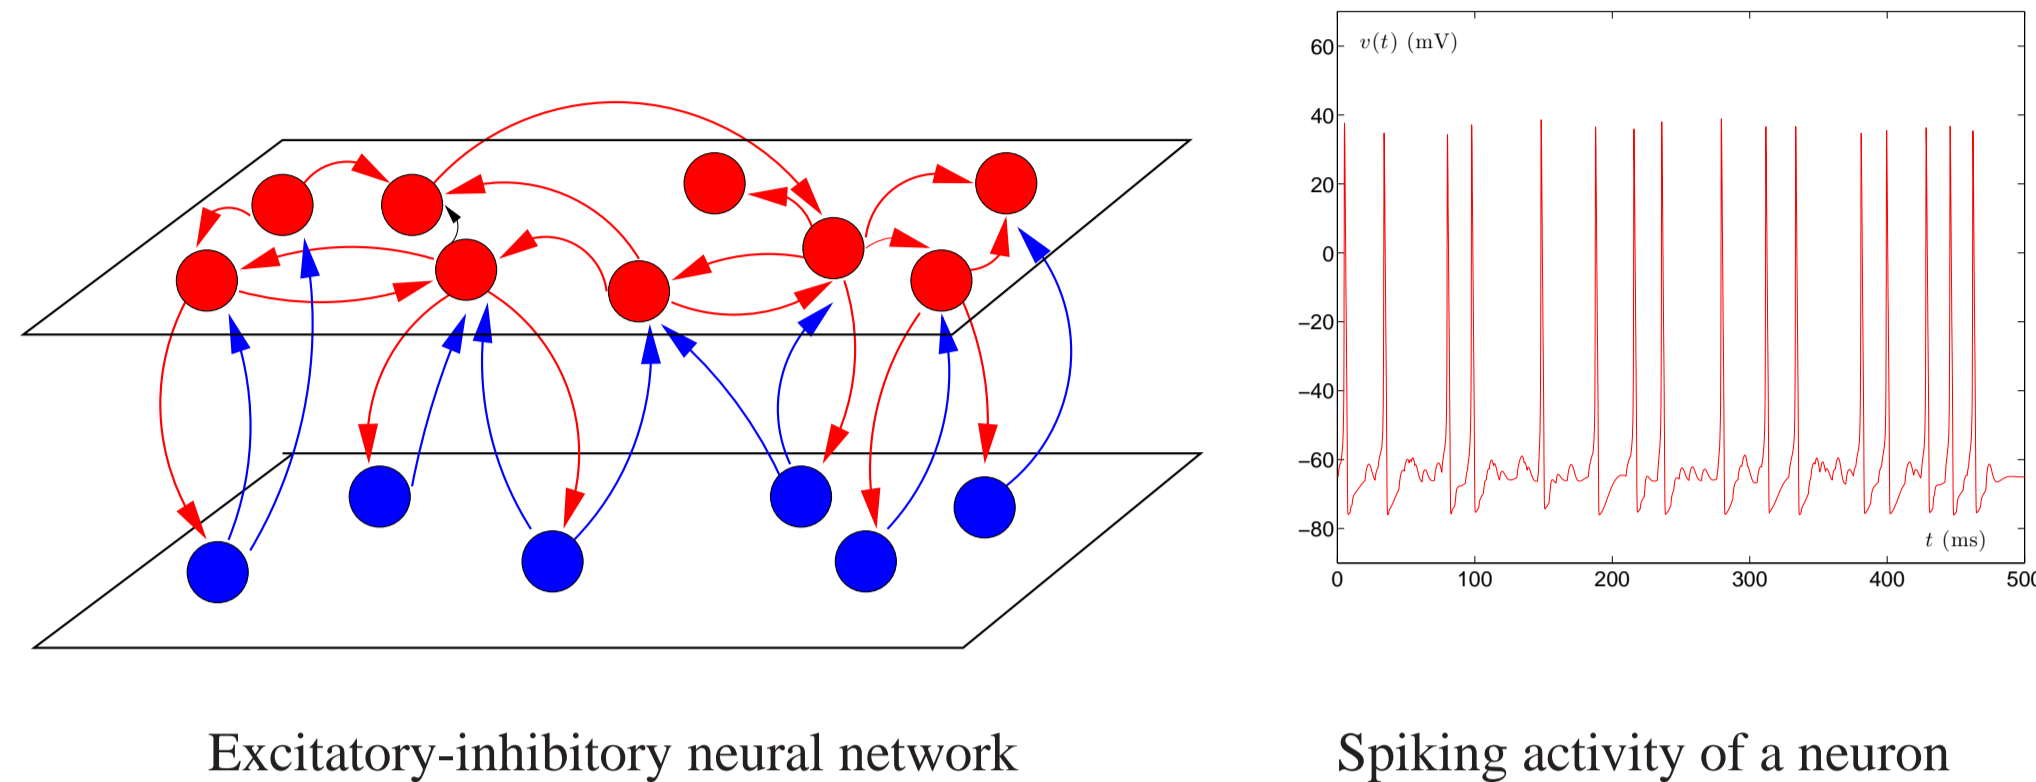 v(t) (mV)
60
40
20
0
−20
−40
−60
−80
t (ms)
0 100 200 300 400 500
Excitatory-inhibitory neural network
Spiking activity of a neuron